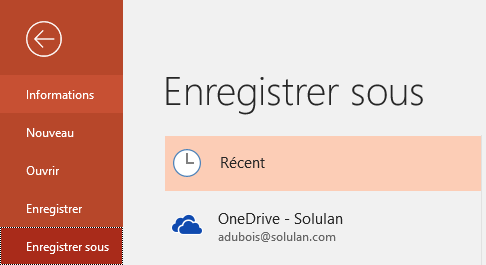 Informations
Nouveau
Ouvrir
Enregistrer
Enregistrer sous
Enregistrer sous
Récent
OneDrive - Solulan
adubois@solulan.com